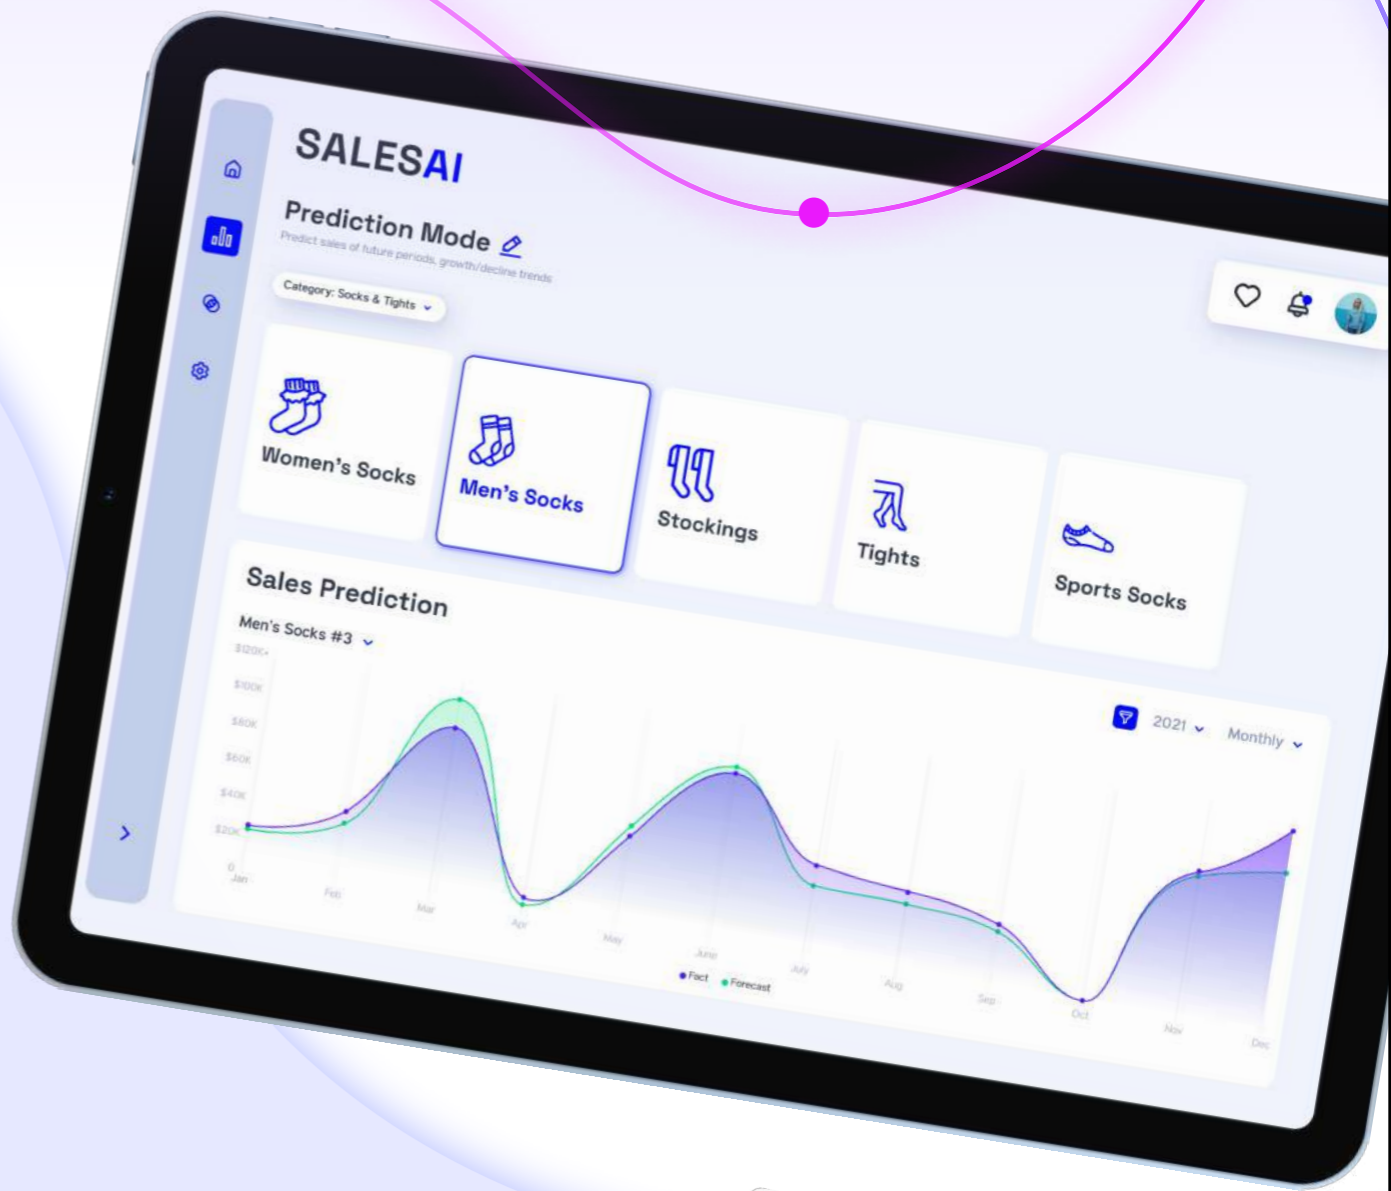 SALESAI
Prediction Mode
Predict sales of future periods, growth/decline trends
Category: Socks & Tights
Women's Socks
Men's Socks
Stockings
Tights
Sports Socks
Sales Prediction
Men's Socks #3
2021
Monthly
$120K+
$100K
$80K
$60K
$40K
$20K
0
Jan
Feb
Mar
Apr
May
June
July
Aug
Sep
Oct
Nov
Dec
Fact
Forecast